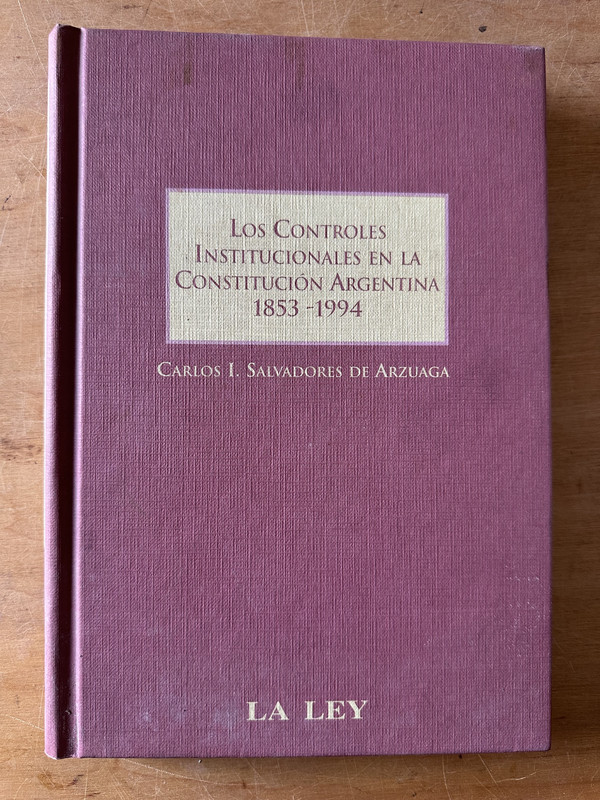 Los Controles
Institucionales en la
Constitución Argentina
1853 -1994
Carlos I. Salvadores de Arzuaga
LA LEY